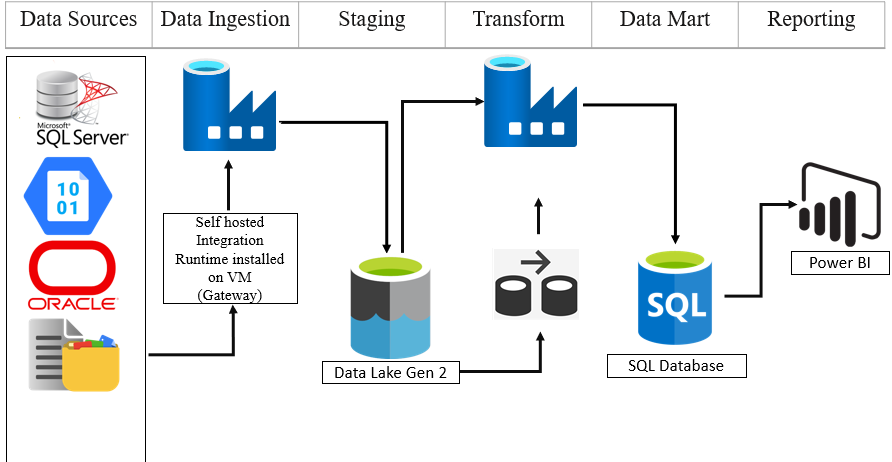 Data Sources
Data Ingestion
Staging
Transform
Data Mart
Reporting
Microsoft®
SQL Server®
10
01
ORACLE®
Self hosted
Integration
Runtime installed
on VM
(Gateway)
Data Lake Gen 2
SQL
SQL Database
Power BI